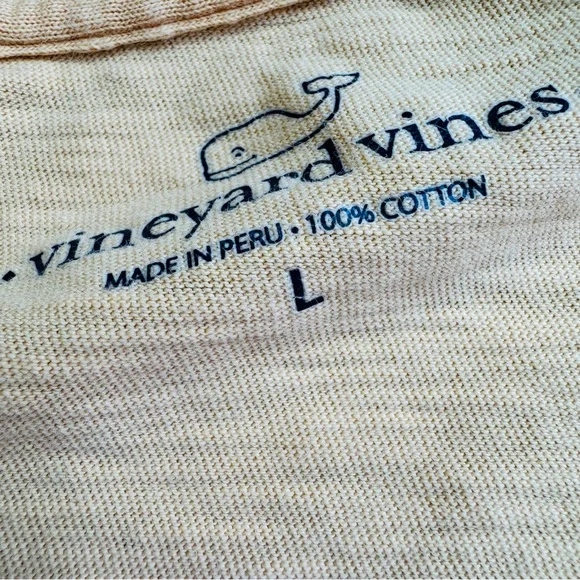 vineyard vines
MADE IN PERU • 100% COTTON
L